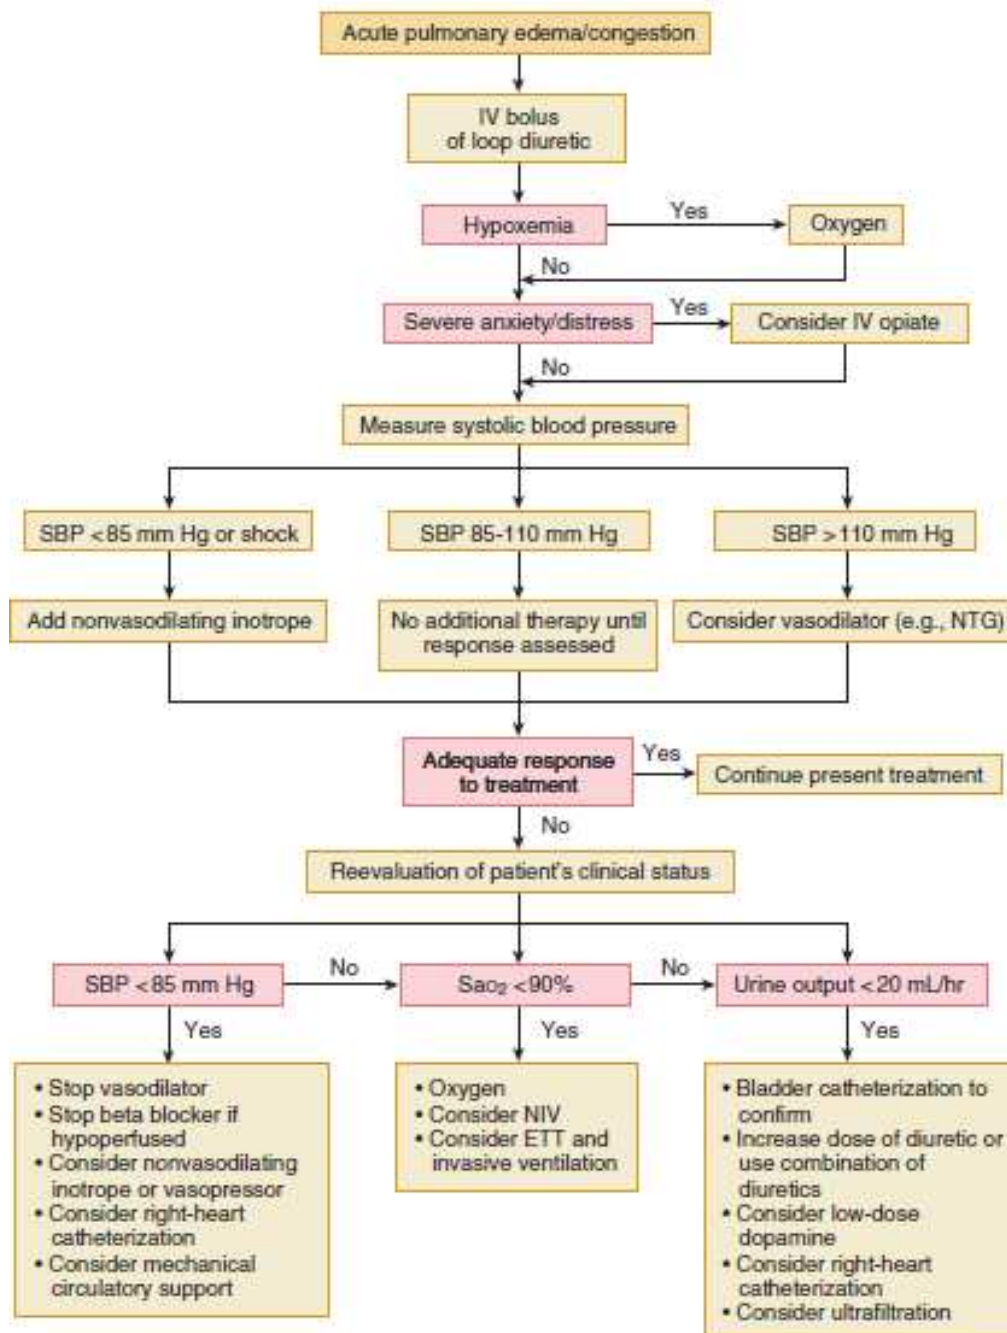 Acute pulmonary edema/congestion
IV bolus
of loop diuretic
Hypoxemia
Yes
Oxygen
No
Severe anxiety/distress
Yes
Consider IV opiate
No
Measure systolic blood pressure
SBP <85 mm Hg or shock
SBP 85-110 mm Hg
SBP >110 mm Hg
Add nonvasodilating inotrope
No additional therapy until
response assessed
Consider vasodilator (e.g., NTG)
Adequate response
to treatment
Yes
Continue present treatment
No
Reevaluation of patient's clinical status
SBP <85 mm Hg
No
Sao₂ <90%
No
Urine output <20 mL/hr
Yes
Yes
Yes
• Stop vasodilator
• Stop beta blocker if
hypoperfused
• Consider nonvasodilating
inotrope or vasopressor
• Consider right-heart
catheterization
• Consider mechanical
circulatory support
• Oxygen
• Consider NIV
• Consider ETT and
invasive ventilation
• Bladder catheterization to
confirm
• Increase dose of diuretic or
use combination of
diuretics
• Consider low-dose
dopamine
• Consider right-heart
catheterization
• Consider ultrafiltration